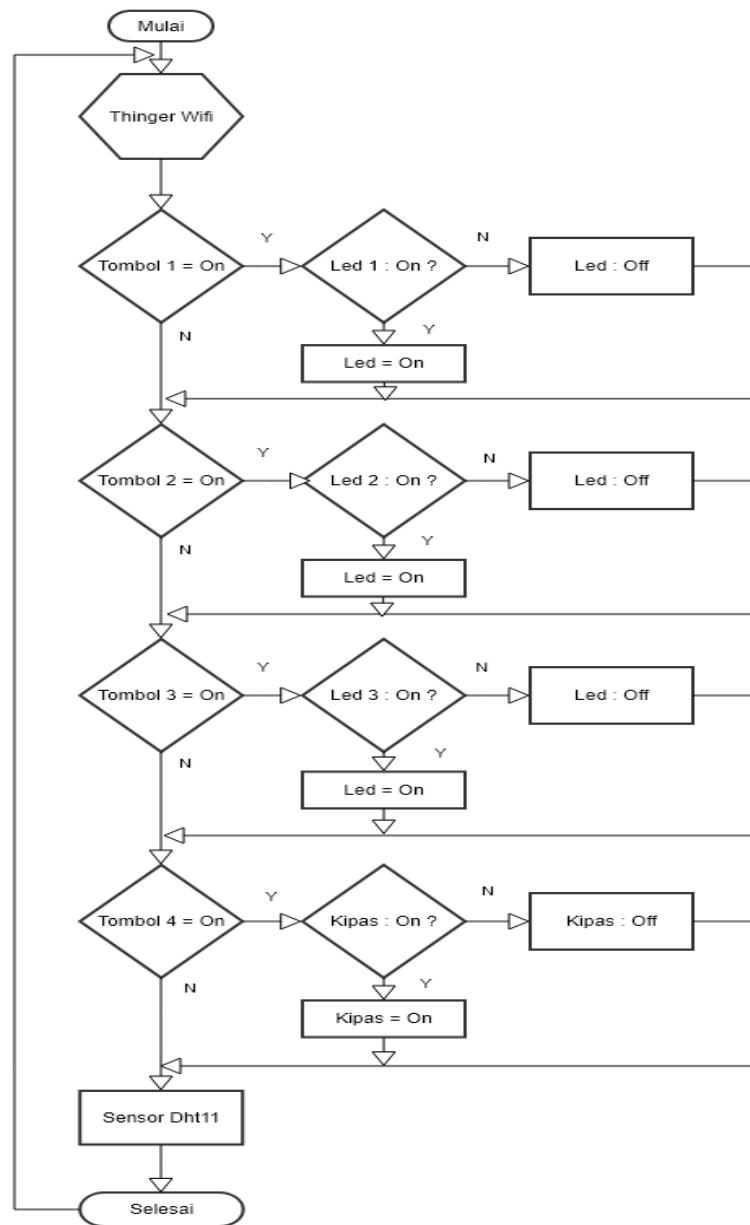 Mulai
Thinger Wifi
Tombol 1 = On
Y
Led 1 : On ?
N
Led : Off
N
Y
Led = On
Tombol 2 = On
Y
Led 2 : On ?
N
Led : Off
N
Y
Led = On
Tombol 3 = On
Y
Led 3 : On ?
N
Led : Off
N
Y
Led = On
Tombol 4 = On
Y
Kipas : On ?
N
Kipas : Off
N
Y
Kipas = On
Sensor Dht11
Selesai